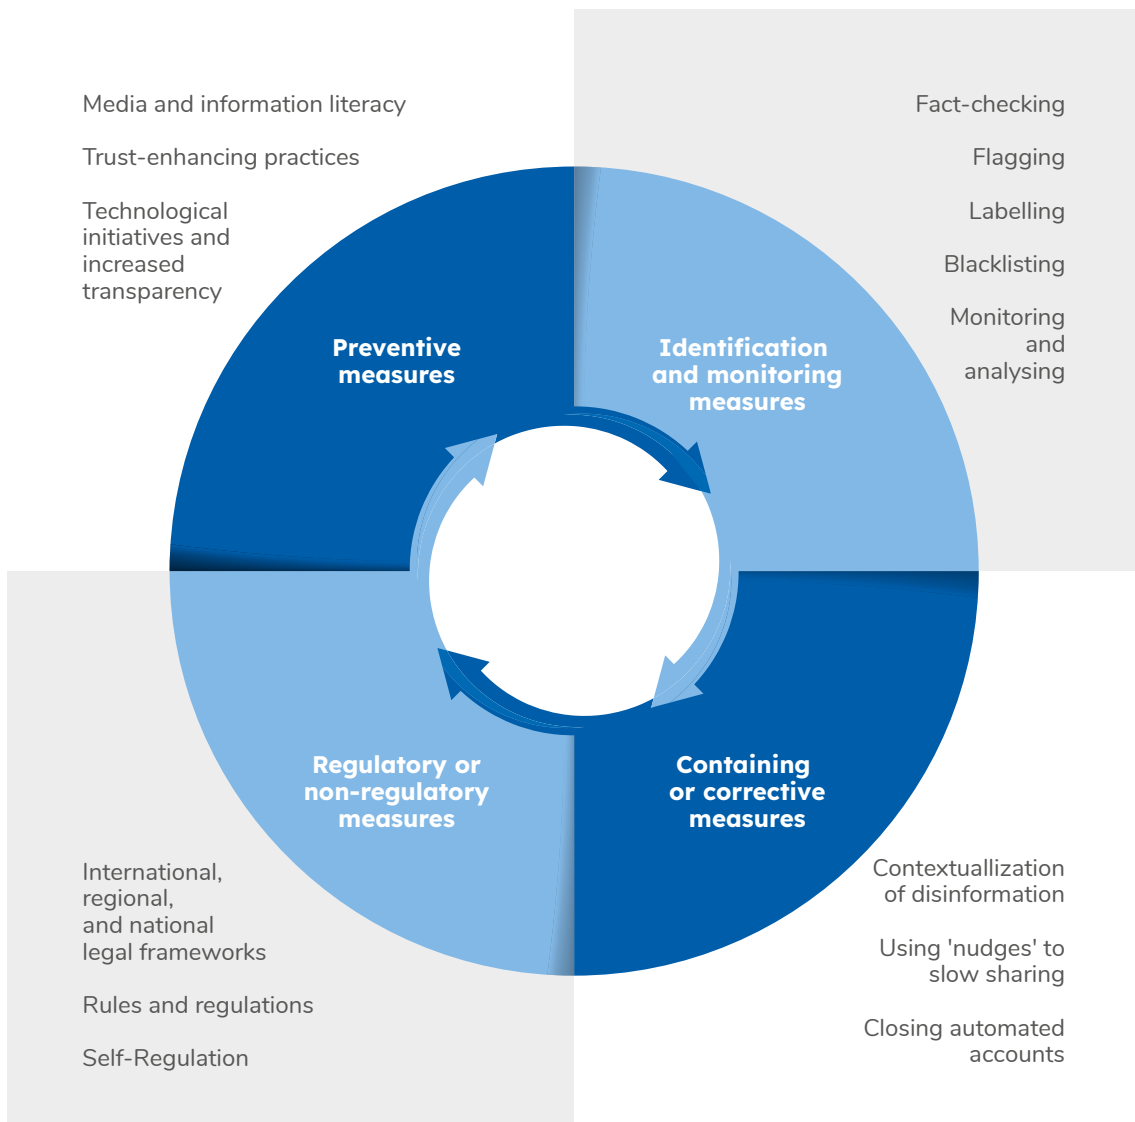 Media and information literacy
Trust-enhancing practices
Technological
initiatives and
increased
transparency
Fact-checking
Flagging
Labelling
Blacklisting
Monitoring
and
analysing
Preventive
measures
Identification
and monitoring
measures
Regulatory or
non-regulatory
measures
Containing
or corrective
measures
International,
regional,
and national
legal frameworks
Rules and regulations
Self-Regulation
Contextuallization
of disinformation
Using 'nudges' to
slow sharing
Closing automated
accounts